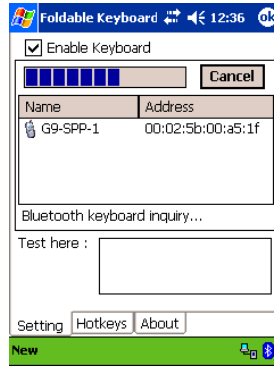 Foldable Keyboard 12:36 ok
Enable Keyboard
Cancel
Name Address
G9-SPP-1 00:02:5b:00:a5:1f
Bluetooth keyboard inquiry...
Test here :
Setting Hotkeys About
New